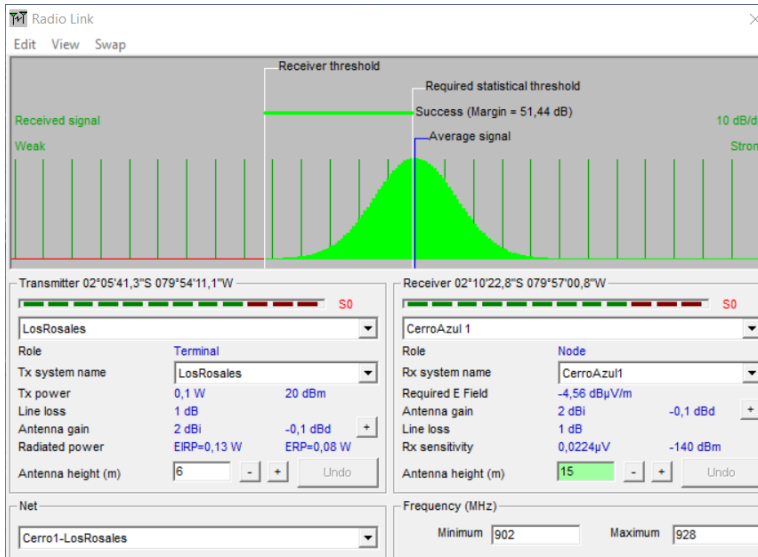 Radio Link
Edit View Swap
Receiver threshold
Required statistical threshold
Success (Margin = 51,44 dB)
Received signal
10 dB/d
Average signal
Weak
Stron
Transmitter 02°05'41,3"S 079°54'11,1"W
S0
LosRosales
Role Terminal
Tx system name LosRosales
Tx power 0,1 W 20 dBm
Line loss 1 dB
Antenna gain 2 dBi -0,1 dBd +
Radiated power EIRP=0,13 W ERP=0,08 W
Antenna height (m) 6 - + Undo
Net
Cerro1-LosRosales
Receiver 02°10'22,8"S 079°57'00,8"W
S0
CerroAzul 1
Role Node
Rx system name CerroAzul1
Required E Field -4,56 dBµV/m
Antenna gain 2 dBi -0,1 dBd +
Line loss 1 dB
Rx sensitivity 0,0224µV -140 dBm
Antenna height (m) 15 - + Undo
Frequency (MHz)
Minimum 902 Maximum 928